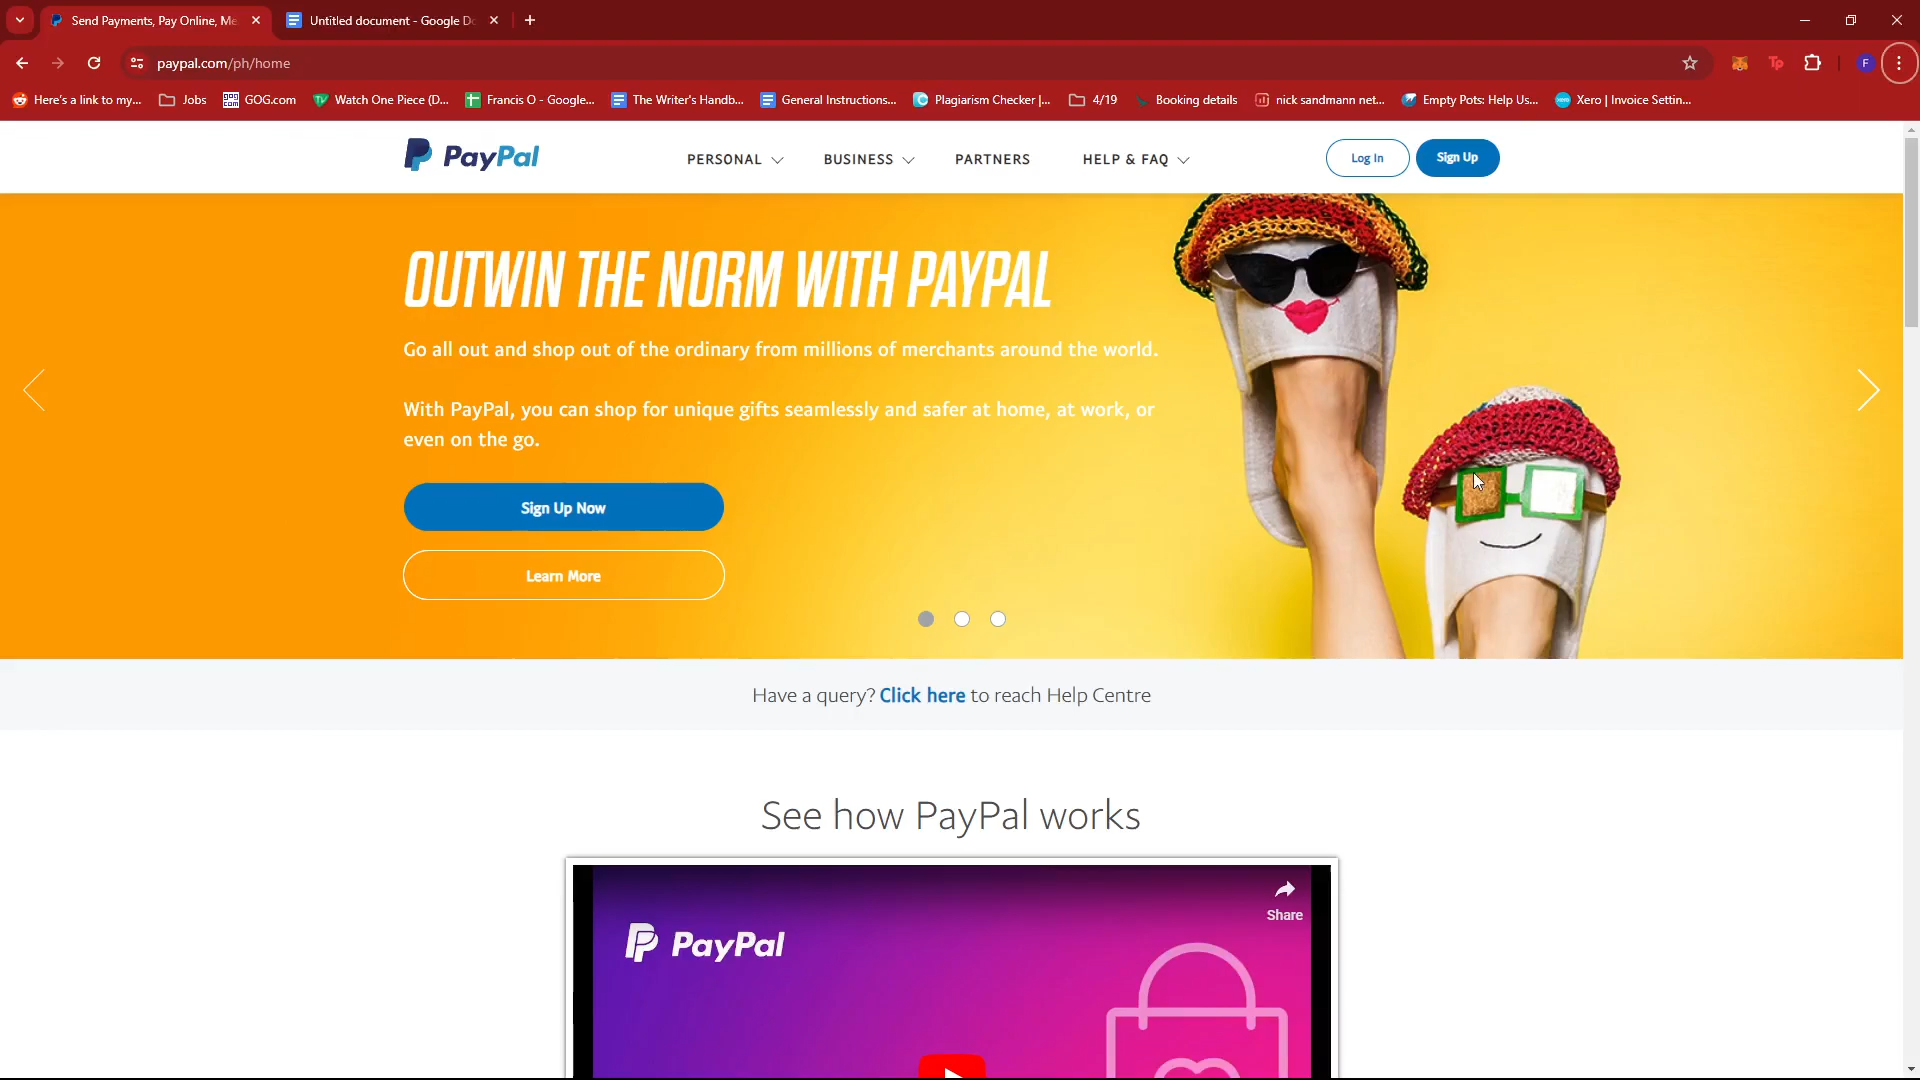 Send Payments, Pay Online, Me
Untitled document - Google Do
paypal.com/ph/home
F
Here's a link to my...
Jobs
GOG.com
Watch One Piece (D...
Francis O - Google...
The Writer's Handb...
General Instructions...
Plagiarism Checker |...
4/19
Booking details
nick sandmann net...
Empty Pots: Help Us...
Xero | Invoice Settin...
PayPal
PERSONAL
BUSINESS
PARTNERS
HELP & FAQ
Log In
Sign Up
OUTWIN THE NORM WITH PAYPAL
Go all out and shop out of the ordinary from millions of merchants around the world.
With PayPal, you can shop for unique gifts seamlessly and safer at home, at work, or
even on the go.
Sign Up Now
Learn More
Have a query? Click here to reach Help Centre
See how PayPal works
Share
PayPal